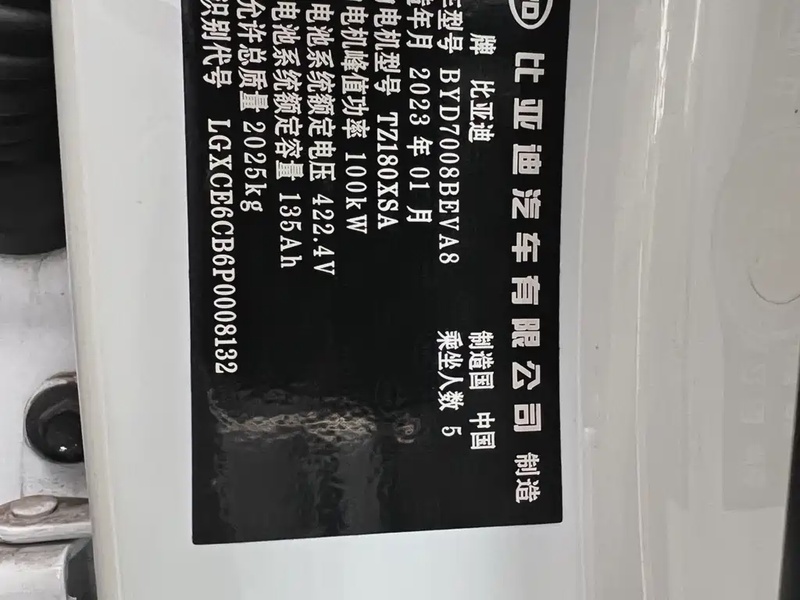 比亚迪汽车有限公司 制造
牌 比亚迪 制造国 中国
型号 BYD7008BEVA8 乘坐人数 5
年月 2023年01月
电机型号 TZ180XSA
电机峰值功率 100kW
电池系统额定电压 422.4V
电池系统额定容量 135Ah
允许总质量 2025kg
识别代号 LGXCE6CB6P0008132